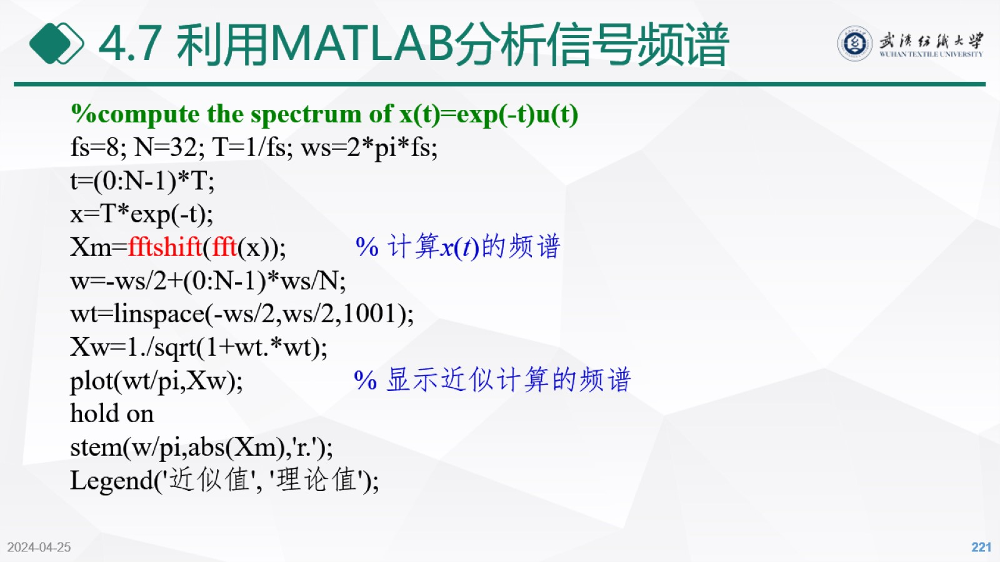 4.7 利用MATLAB分析信号频谱
武汉纺织大学
WUHAN TEXTILE UNIVERSITY
%compute the spectrum of x(t)=exp(-t)u(t)
fs=8; N=32; T=1/fs; ws=2*pi*fs;
t=(0:N-1)*T;
x=T*exp(-t);
Xm=fftshift(fft(x)); % 计算x(t)的频谱
w=-ws/2+(0:N-1)*ws/N;
wt=linspace(-ws/2,ws/2,1001);
Xw=1./sqrt(1+wt.*wt);
plot(wt/pi,Xw); % 显示近似计算的频谱
hold on
stem(w/pi,abs(Xm),'r.');
Legend('近似值', '理论值');
2024-04-25
221